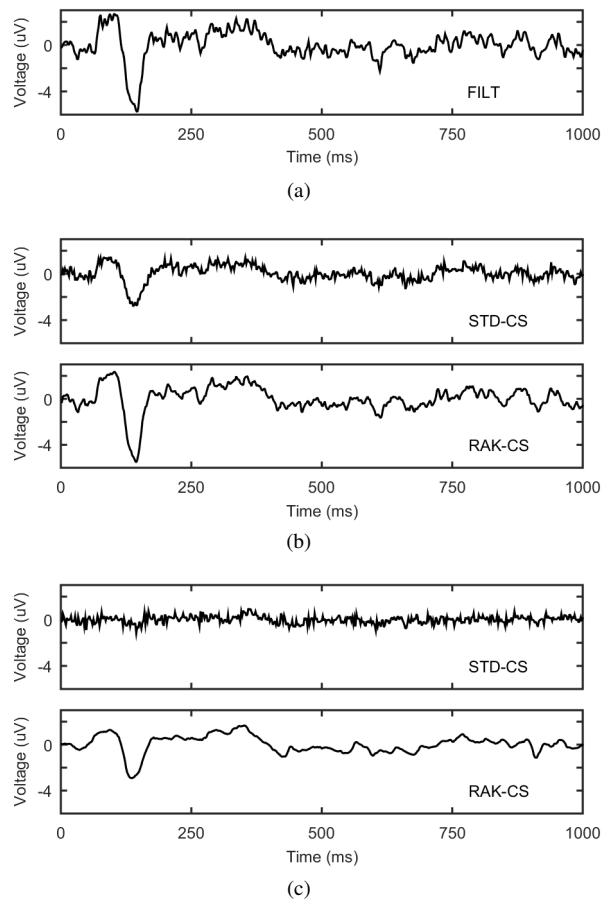 Voltage (uV)
0
-4
FILT
0 250 500 750 1000
Time (ms)
(a)
Voltage (uV)
0
-4
STD-CS
Voltage (uV)
0
-4
RAK-CS
0 250 500 750 1000
Time (ms)
(b)
Voltage (uV)
0
-4
STD-CS
Voltage (uV)
0
-4
RAK-CS
0 250 500 750 1000
Time (ms)
(c)